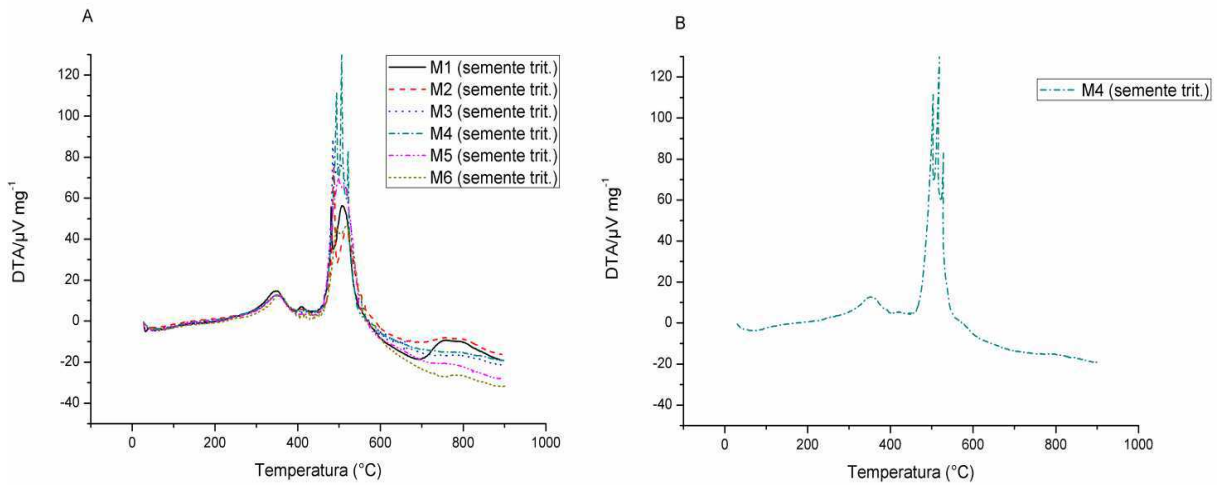 A
DTA/µV mg⁻¹
120
100
80
60
40
20
0
-20
-40
M1 (semente trit.)
M2 (semente trit.)
M3 (semente trit.)
M4 (semente trit.)
M5 (semente trit.)
M6 (semente trit.)
0 200 400 600 800 1000
Temperatura (°C)
B
DTA/µV mg⁻¹
120
100
80
60
40
20
0
-20
-40
M4 (semente trit.)
0 200 400 600 800 1000
Temperatura (°C)